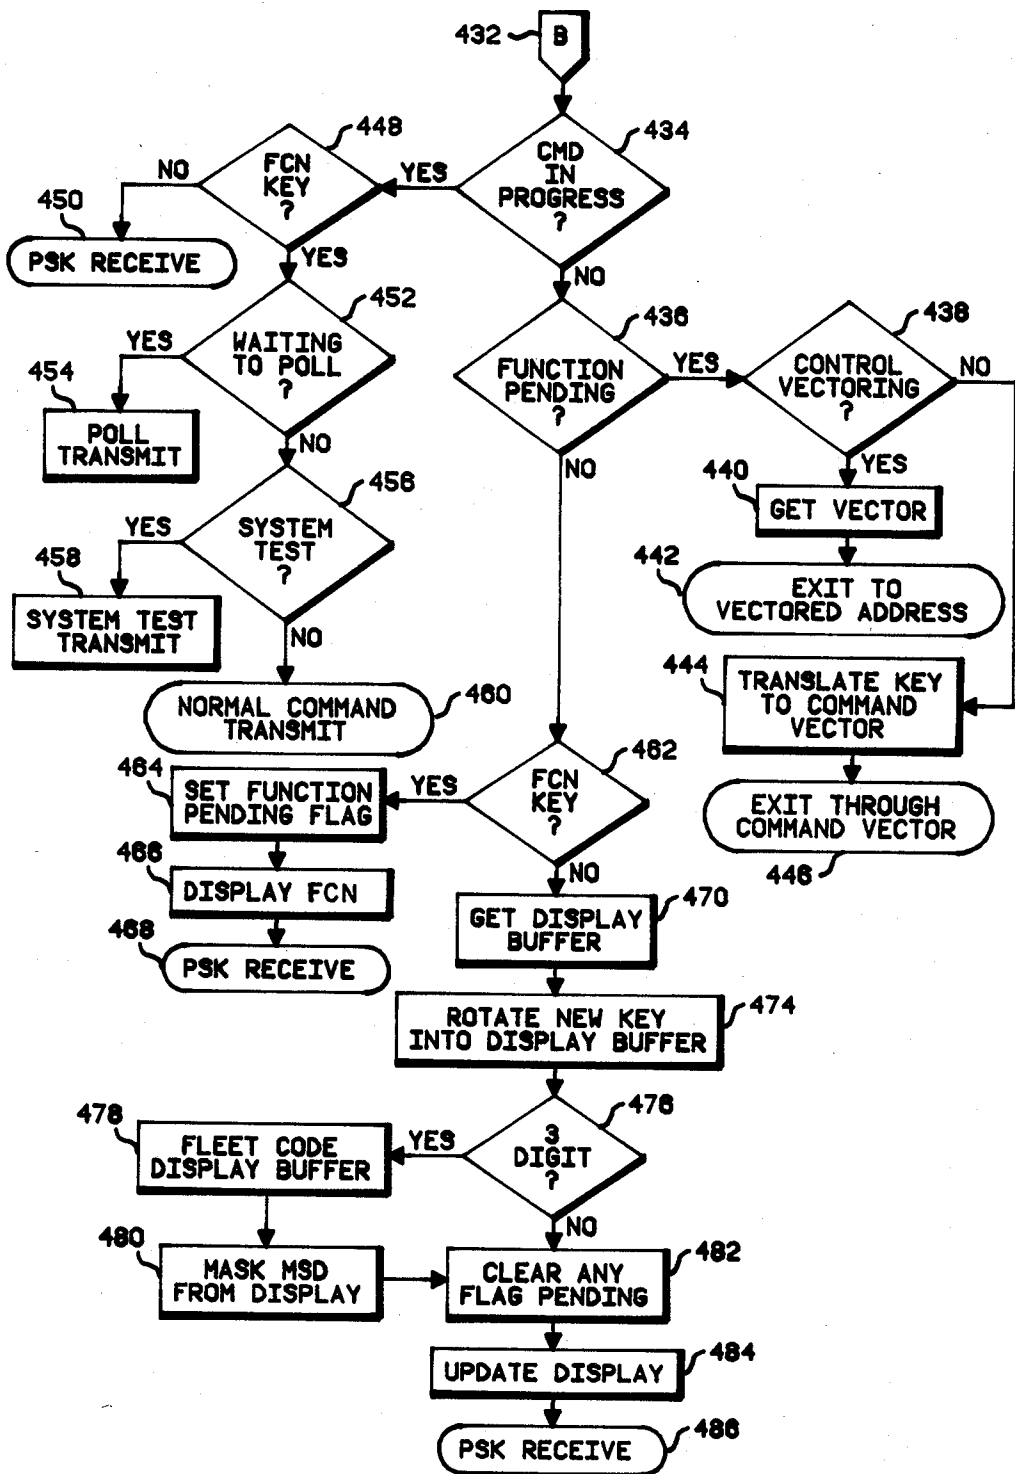 432
B
448
434
FCN
KEY
?
NO
YES
CMD
IN
PROGRESS
?
450
PSK RECEIVE
YES
NO
452
436
438
WAITING
TO POLL
?
YES
FUNCTION
PENDING
?
YES
CONTROL
VECTORING
?
NO
454
POLL
TRANSMIT
NO
NO
YES
456
440
GET VECTOR
SYSTEM
TEST
?
YES
458
442
EXIT TO
VECTORED ADDRESS
SYSTEM TEST
TRANSMIT
NO
444
TRANSLATE KEY
TO COMMAND
VECTOR
460
NORMAL COMMAND
TRANSMIT
462
464
SET FUNCTION
PENDING FLAG
YES
FCN
KEY
?
EXIT THROUGH
COMMAND VECTOR
446
466
DISPLAY FCN
NO
470
GET DISPLAY
BUFFER
468
PSK RECEIVE
474
ROTATE NEW KEY
INTO DISPLAY BUFFER
476
478
FLEET CODE
DISPLAY BUFFER
YES
3
DIGIT
?
NO
480
MASK MSD
FROM DISPLAY
482
CLEAR ANY
FLAG PENDING
484
UPDATE DISPLAY
486
PSK RECEIVE